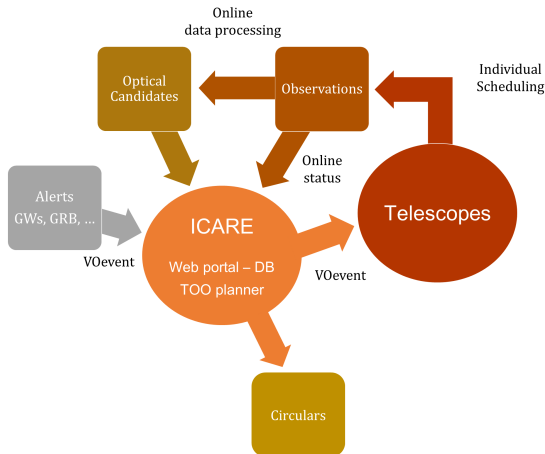 Online
data processing
Individual
Scheduling
Optical
Candidates
Observations
Online
status
Alerts
GWs, GRB, ...
VOevent
ICARE
Web portal – DB
TOO planner
VOevent
Telescopes
Circulars